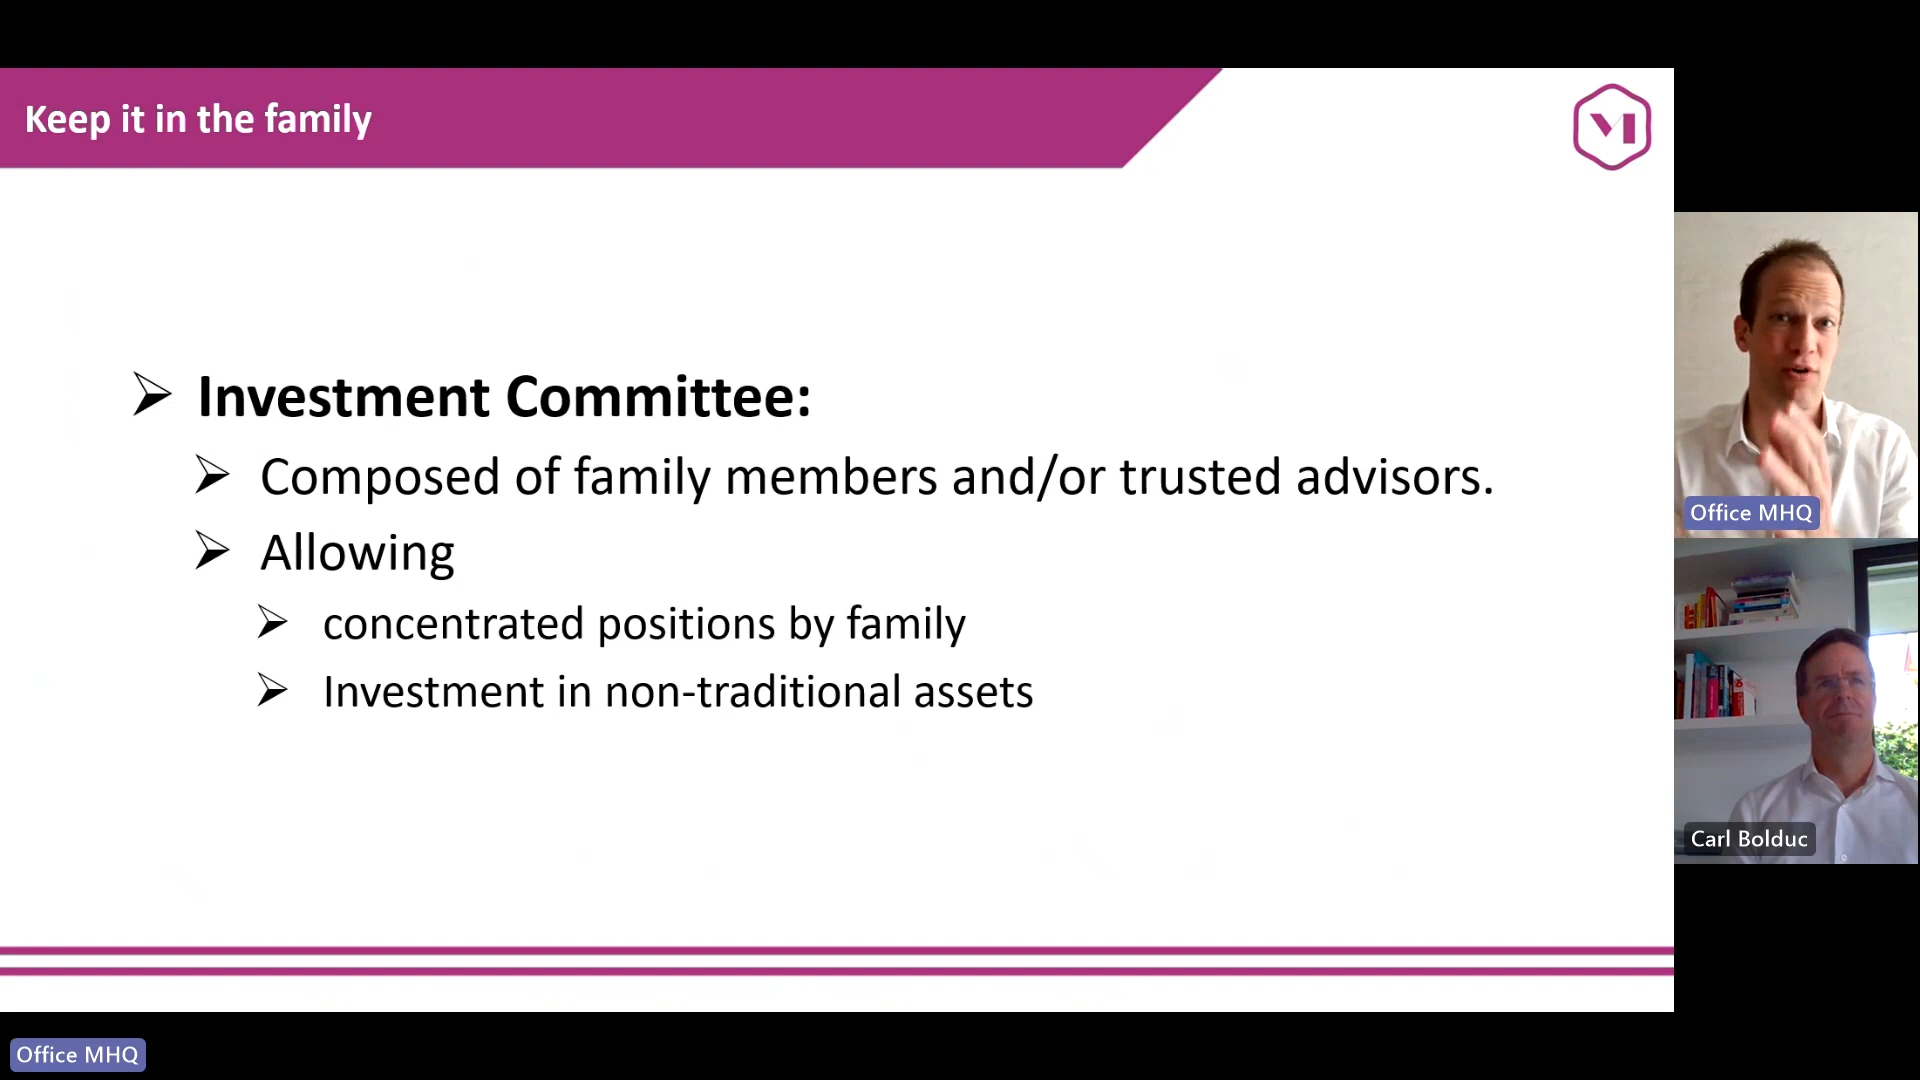 Keep it in the family
Investment Committee:
Composed of family members and/or trusted advisors.
Allowing
concentrated positions by family
Investment in non-traditional assets
Office MHQ
Carl Bolduc
Office MHQ